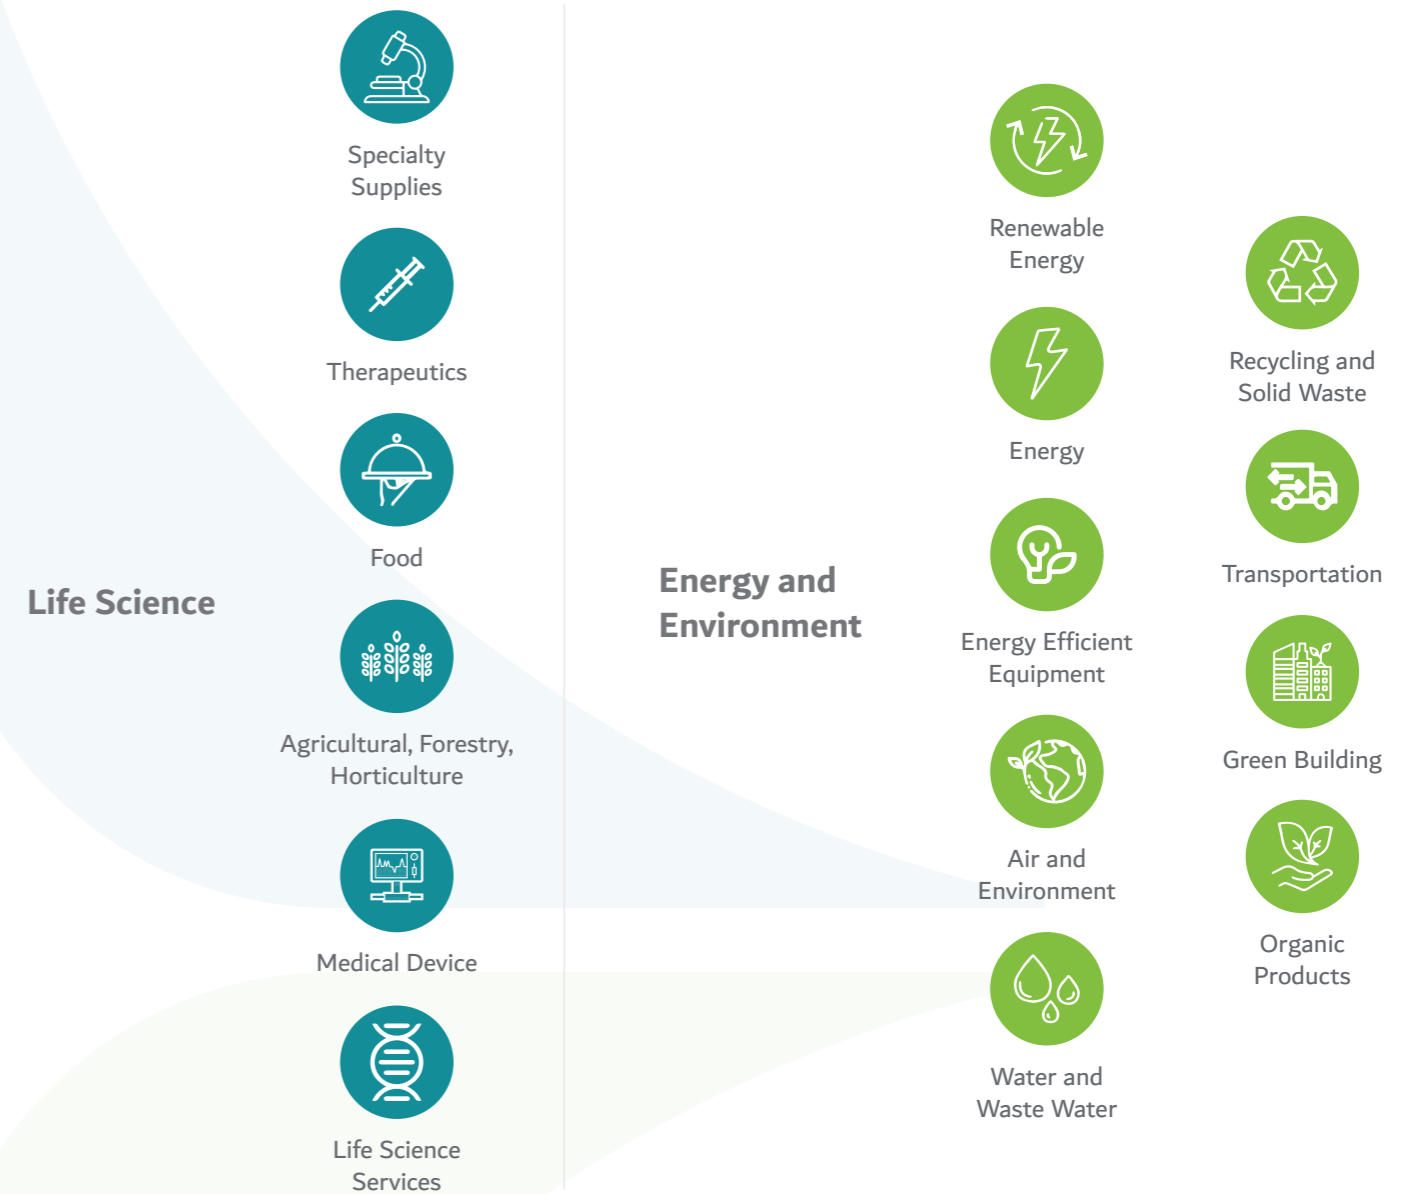 Life Science
Specialty
Supplies
Therapeutics
Food
Agricultural, Forestry,
Horticulture
Medical Device
Life Science
Services
Energy and
Environment
Renewable
Energy
Energy
Energy Efficient
Equipment
Air and
Environment
Water and
Waste Water
Recycling and
Solid Waste
Transportation
Green Building
Organic
Products